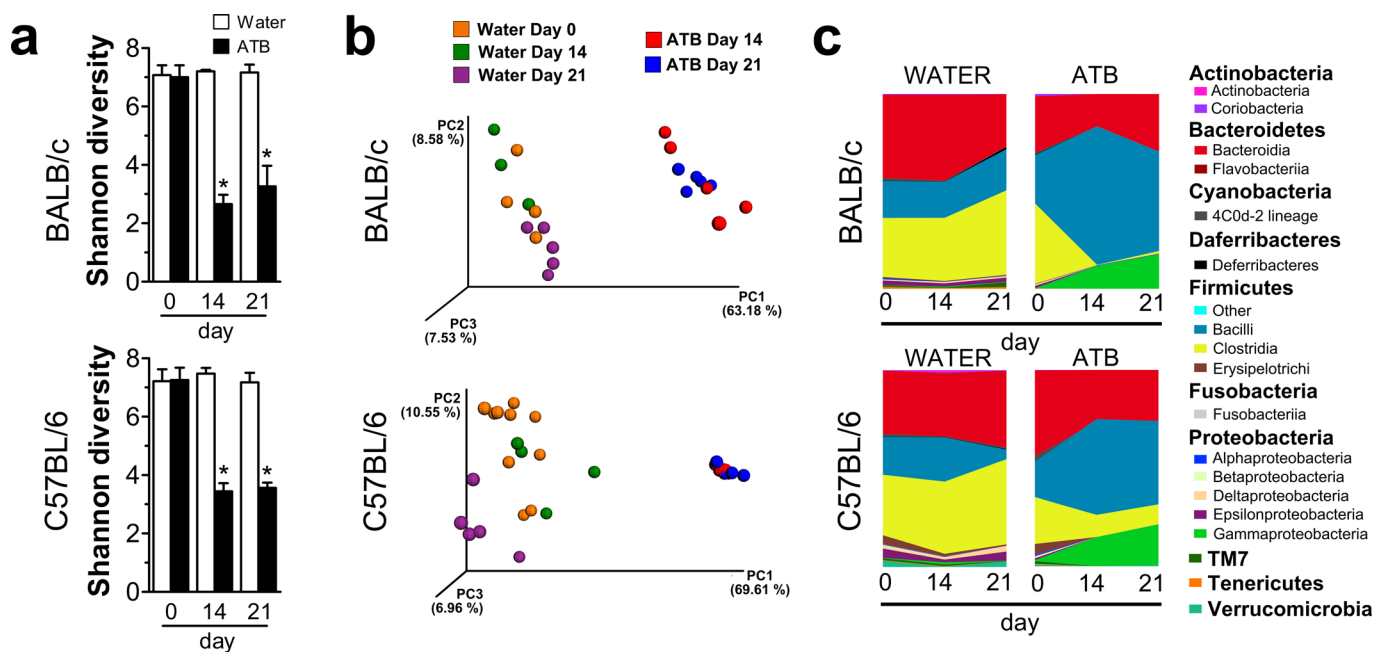 a
Water
ATB
BALB/c
Shannon diversity
8
6
4
2
0
*
*
0 14 21
day
C57BL/6
Shannon diversity
8
6
4
2
0
*
*
0 14 21
day
b
Water Day 0
Water Day 14
Water Day 21
ATB Day 14
ATB Day 21
BALB/c
PC2
(8.58 %)
PC1
(63.18 %)
PC3
(7.53 %)
C57BL/6
PC2
(10.55 %)
PC1
(69.61 %)
PC3
(6.96 %)
c
WATER ATB
BALB/c
0 14 21 0 14 21
day
WATER ATB
C57BL/6
0 14 21 0 14 21
day
Actinobacteria
Actinobacteria
Coriobacteria
Bacteroidetes
Bacteroidia
Flavobacteriia
Cyanobacteria
4C0d-2 lineage
Daferribacteres
Deferribacteres
Firmicutes
Other
Bacilli
Clostridia
Erysipelotrichi
Fusobacteria
Fusobacteriia
Proteobacteria
Alphaproteobacteria
Betaproteobacteria
Deltaproteobacteria
Epsilonproteobacteria
Gammaproteobacteria
TM7
Tenericutes
Verrucomicrobia